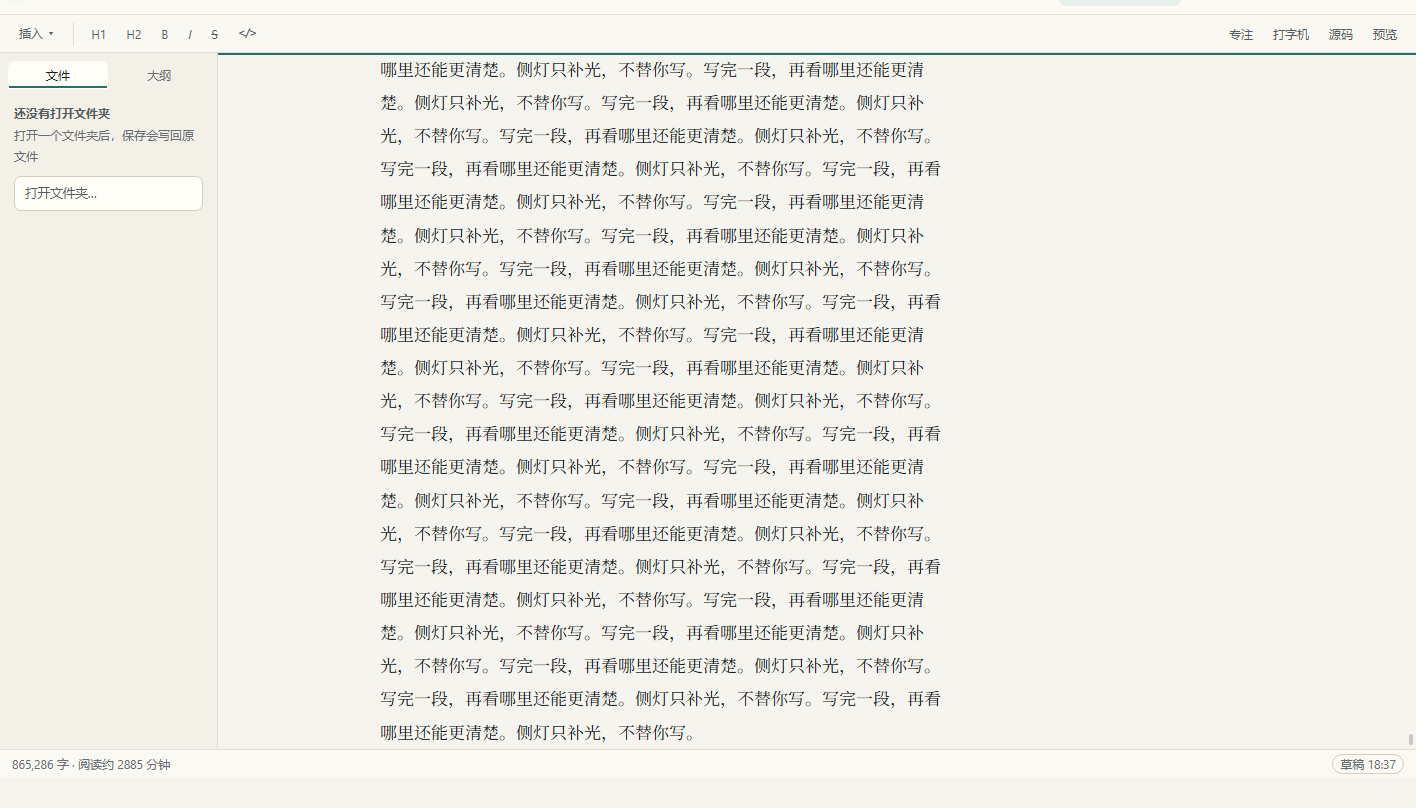 插入 ▾ H1 H2 B I S </> 专注 打字机 源码 预览
文件 大纲
还没有打开文件夹
打开一个文件夹后，保存会写回原
文件
打开文件夹...
哪里还能更清楚。侧灯只补光，不替你写。写完一段，再看哪里还能更清
楚。侧灯只补光，不替你写。写完一段，再看哪里还能更清楚。侧灯只补
光，不替你写。写完一段，再看哪里还能更清楚。侧灯只补光，不替你写。
写完一段，再看哪里还能更清楚。侧灯只补光，不替你写。写完一段，再看
哪里还能更清楚。侧灯只补光，不替你写。写完一段，再看哪里还能更清
楚。侧灯只补光，不替你写。写完一段，再看哪里还能更清楚。侧灯只补
光，不替你写。写完一段，再看哪里还能更清楚。侧灯只补光，不替你写。
写完一段，再看哪里还能更清楚。侧灯只补光，不替你写。写完一段，再看
哪里还能更清楚。侧灯只补光，不替你写。写完一段，再看哪里还能更清
楚。侧灯只补光，不替你写。写完一段，再看哪里还能更清楚。侧灯只补
光，不替你写。写完一段，再看哪里还能更清楚。侧灯只补光，不替你写。
写完一段，再看哪里还能更清楚。侧灯只补光，不替你写。写完一段，再看
哪里还能更清楚。侧灯只补光，不替你写。写完一段，再看哪里还能更清
楚。侧灯只补光，不替你写。写完一段，再看哪里还能更清楚。侧灯只补
光，不替你写。写完一段，再看哪里还能更清楚。侧灯只补光，不替你写。
写完一段，再看哪里还能更清楚。侧灯只补光，不替你写。写完一段，再看
哪里还能更清楚。侧灯只补光，不替你写。写完一段，再看哪里还能更清
楚。侧灯只补光，不替你写。写完一段，再看哪里还能更清楚。侧灯只补
光，不替你写。写完一段，再看哪里还能更清楚。侧灯只补光，不替你写。
写完一段，再看哪里还能更清楚。侧灯只补光，不替你写。写完一段，再看
哪里还能更清楚。侧灯只补光，不替你写。
865,286 字 · 阅读约 2885 分钟 草稿 18:37